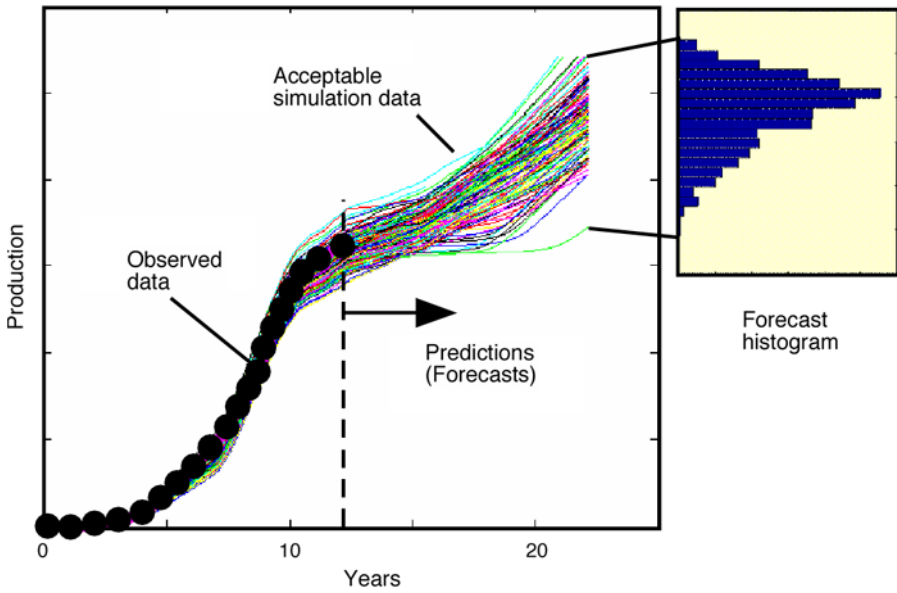 Acceptable
simulation data
Observed
data
Production
Predictions
(Forecasts)
Forecast
histogram
0
10
20
Years